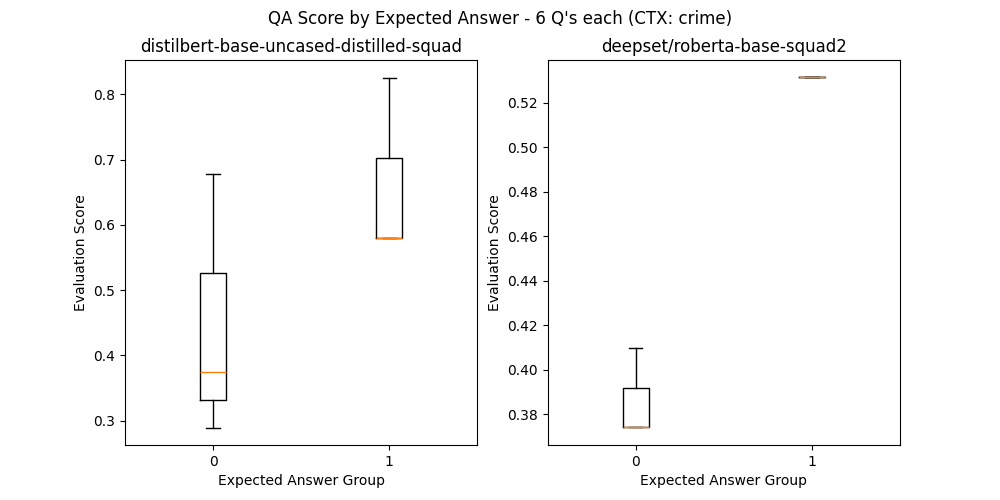 QA Score by Expected Answer - 6 Q's each (CTX: crime)
distilbert-base-uncased-distilled-squad
0.8
0.7
0.6
0.5
0.4
0.3
Evaluation Score
0 1
Expected Answer Group
deepset/roberta-base-squad2
0.52
0.50
0.48
0.46
0.44
0.42
0.40
0.38
Evaluation Score
0 1
Expected Answer Group